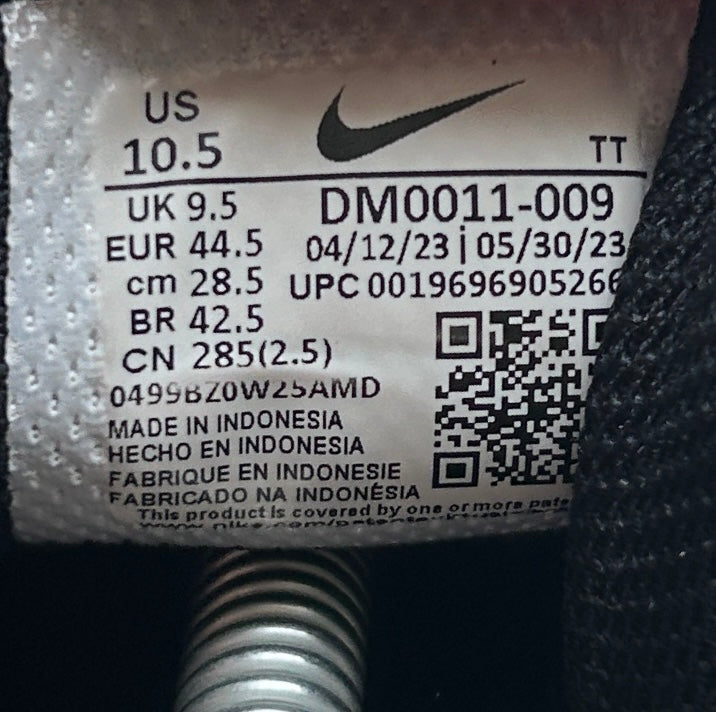 US
10.5
TT
UK 9.5
DM0011-009
EUR 44.5
04/12/23 | 05/30/23
cm 28.5
UPC 0019696905266
BR 42.5
CN 285(2.5)
0499BZ0W25AMD
MADE IN INDONESIA
HECHO EN INDONESIA
FABRIQUE EN INDONESIE
FABRICADO NA INDONÉSIA
This product is covered by one or more